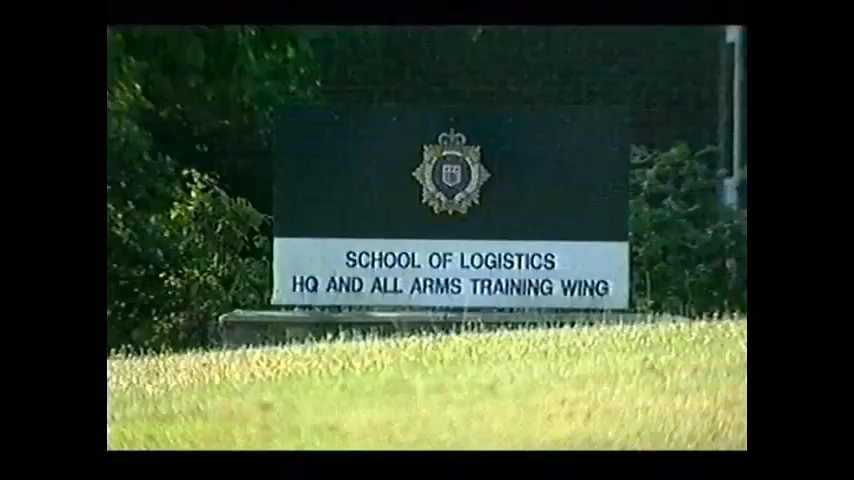 SCHOOL OF LOGISTICS
HQ AND ALL ARMS TRAINING WING